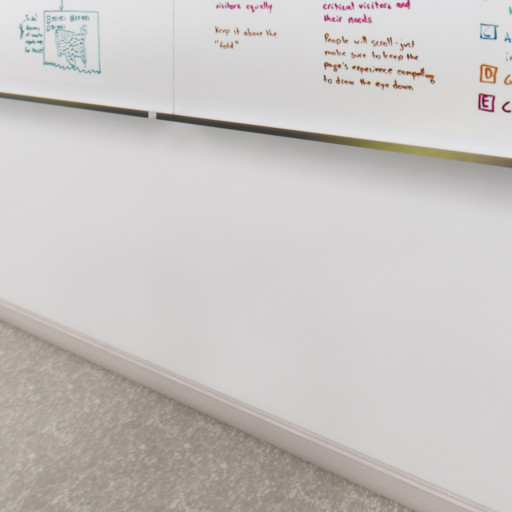 visitors equally
Keep it above the
"fold"
critical visitors and
their needs
People will scroll - just
make sure to keep the
page's experience compelling
to draw the eye down
C A
D
E C